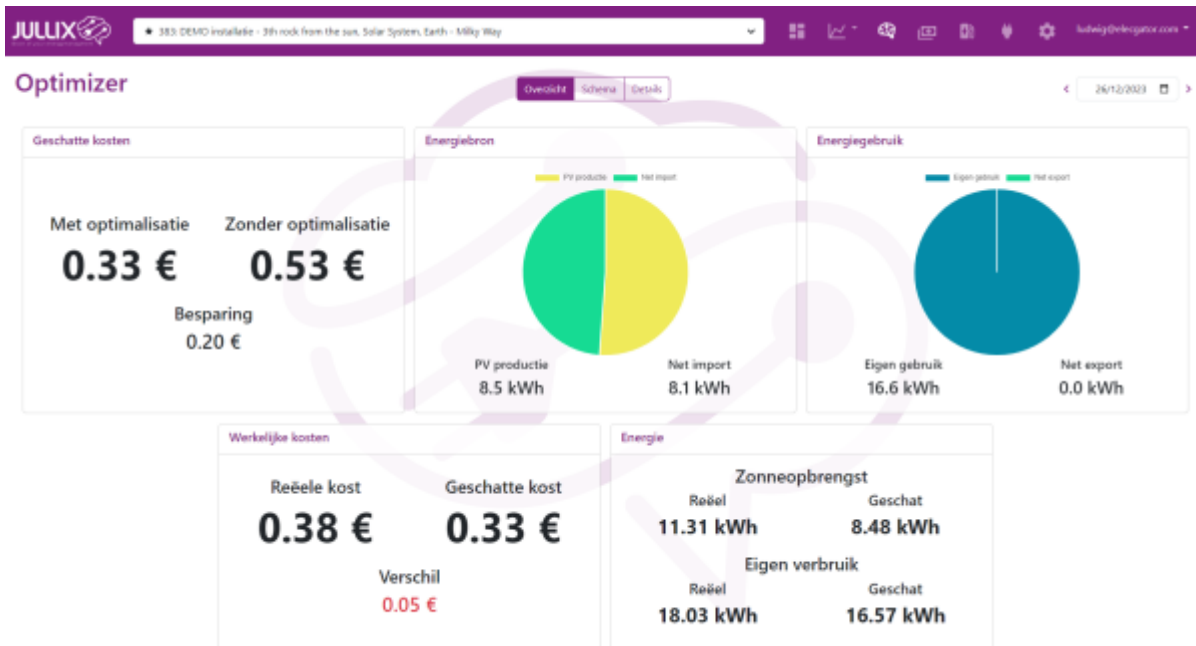 JULLIX
★ 383: DEMO installatie - 3th rock from the sun, Solar System, Earth - Milky Way
ludwig@elecgator.com
Optimizer
Overzicht Schema Details
26/12/2023
Geschatte kosten
Met optimalisatie Zonder optimalisatie
0.33 € 0.53 €
Besparing
0.20 €
Energiebron
PV productie Net import
PV productie Net import
8.5 kWh 8.1 kWh
Energiegebruik
Eigen gebruik Net export
Eigen gebruik Net export
16.6 kWh 0.0 kWh
Werkelijke kosten
Reëele kost Geschatte kost
0.38 € 0.33 €
Verschil
0.05 €
Energie
Zonneopbrengst
Reëel Geschat
11.31 kWh 8.48 kWh
Eigen verbruik
Reëel Geschat
18.03 kWh 16.57 kWh